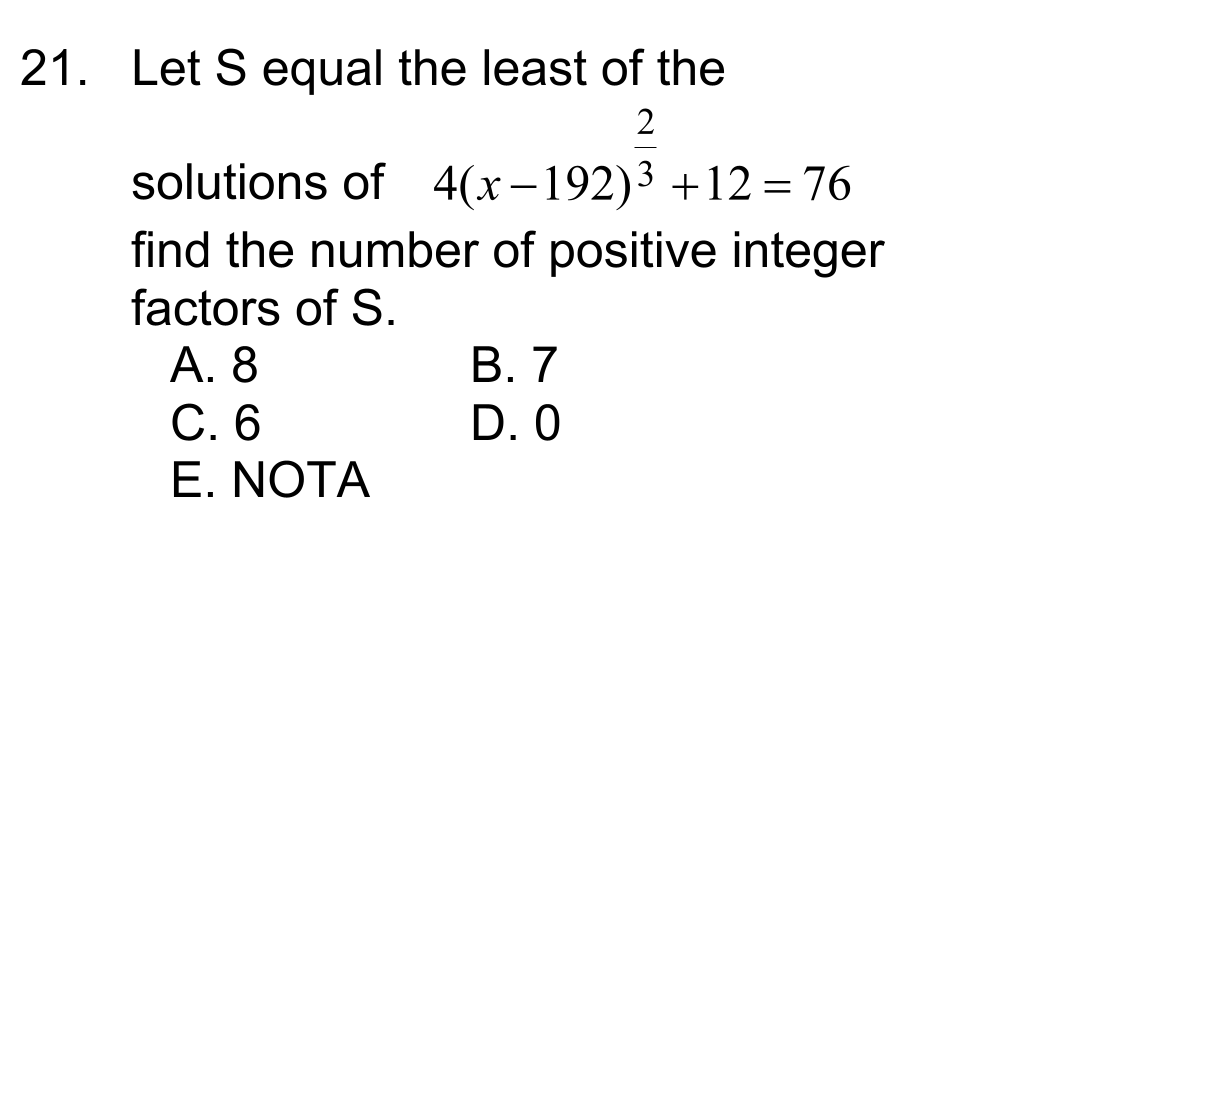 21. Let S equal the least of the
solutions of 4(x−192)^{2/3} +12 = 76
find the number of positive integer
factors of S.
A. 8 B. 7
C. 6 D. 0
E. NOTA